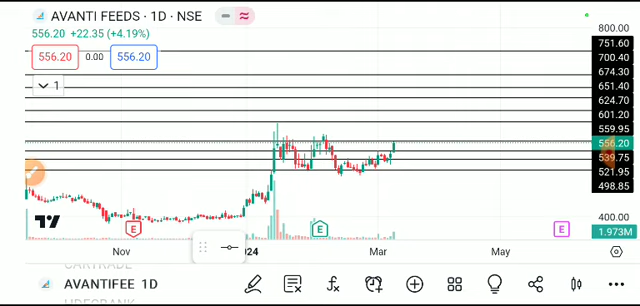 AVANTI FEEDS · 1D · NSE
556.20 +22.35 (+4.19%)
556.20 0.00 556.20
1
800.00
751.60
700.40
674.30
651.40
624.70
601.20
559.95
556.20
539.75
521.95
498.85
400.00
1.973M
E E E
Nov 2024 Mar May
CARTRADE
AVANTIFEE 1D
UDFSBANK